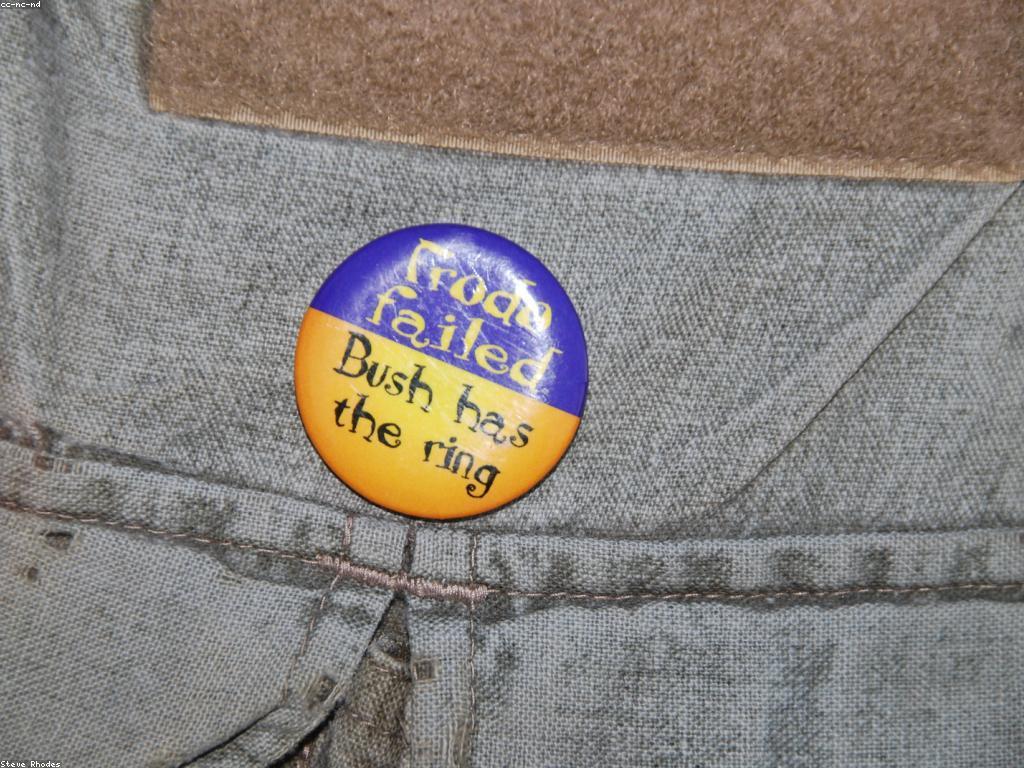 cc-nc-nd
Frodo
failed
Bush has
the ring
Steve Rhodes